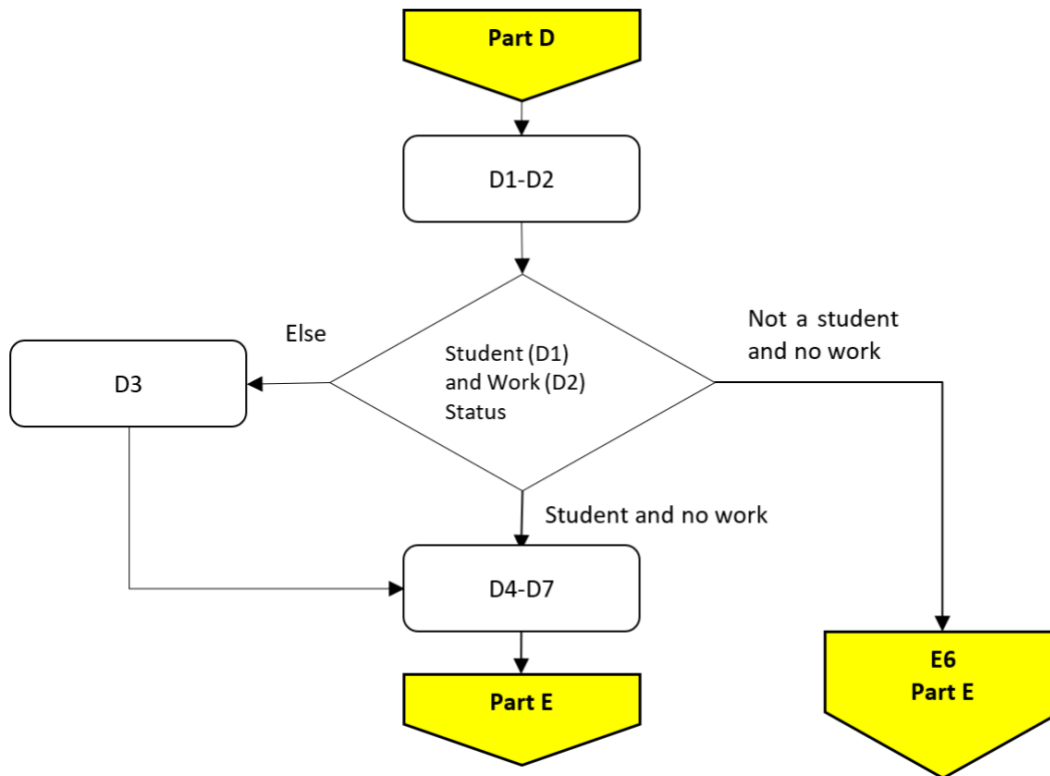 Part D
D1-D2
Else
Not a student
and no work
Student (D1)
and Work (D2)
Status
D3
Student and no work
D4-D7
E6
Part E
Part E